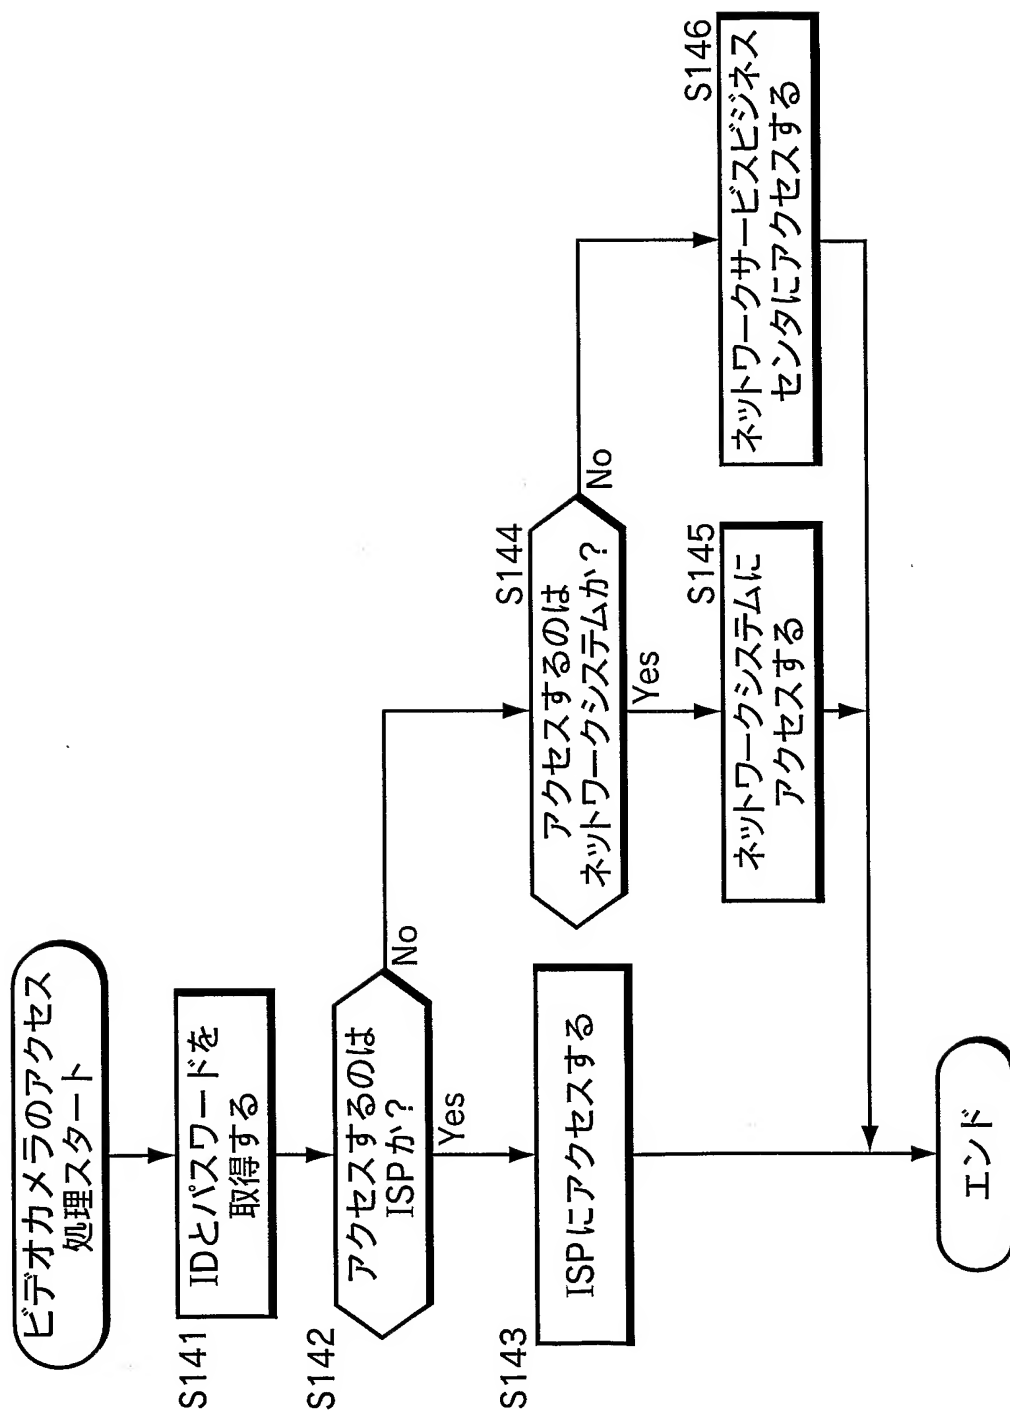 ビデオカメラのアクセス
処理スタート
S141
IDとパスワードを
取得する
S142
アクセスするのは
ISPか？
Yes
No
S143
ISPにアクセスする
S144
アクセスするのは
ネットワークシステムか？
Yes
No
S145
ネットワークシステムに
アクセスする
S146
ネットワークサービスビジネス
センタにアクセスする
エンド